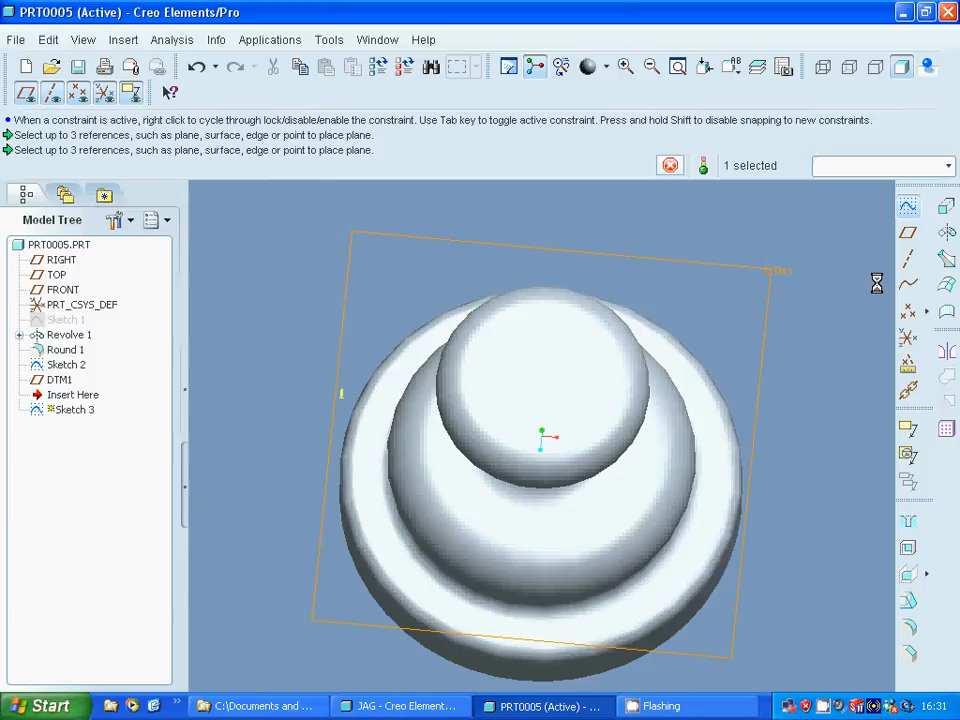 PRT0005 (Active) - Creo Elements/Pro
File Edit View Insert Analysis Info Applications Tools Window Help
When a constraint is active, right click to cycle through lock/disable/enable the constraint. Use Tab key to toggle active constraint. Press and hold Shift to disable snapping to new constraints.
Select up to 3 references, such as plane, surface, edge or point to place plane.
Select up to 3 references, such as plane, surface, edge or point to place plane.
1 selected
Model Tree
PRT0005.PRT
RIGHT
TOP
FRONT
PRT_CSYS_DEF
Sketch 1
Revolve 1
Round 1
Sketch 2
DTM1
Insert Here
Sketch 3
Start
C:\Documents and ...
JAG - Creo Element...
PRT0005 (Active) - ...
Flashing
16:31